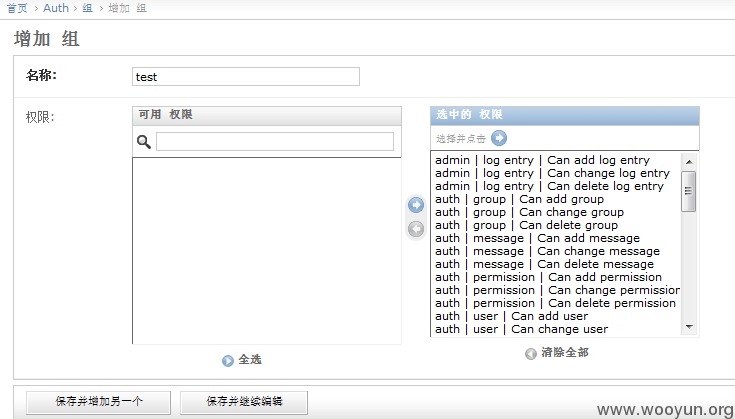 首页 › Auth › 组 › 增加 组
增加 组
名称:
test
权限:
可用 权限
选中的 权限
选择并点击
admin | log entry | Can add log entry
admin | log entry | Can change log entry
admin | log entry | Can delete log entry
auth | group | Can add group
auth | group | Can change group
auth | group | Can delete group
auth | message | Can add message
auth | message | Can change message
auth | message | Can delete message
auth | permission | Can add permission
auth | permission | Can change permission
auth | permission | Can delete permission
auth | user | Can add user
auth | user | Can change user
全选
清除全部
保存并增加另一个
保存并继续编辑
www.wooyun.org